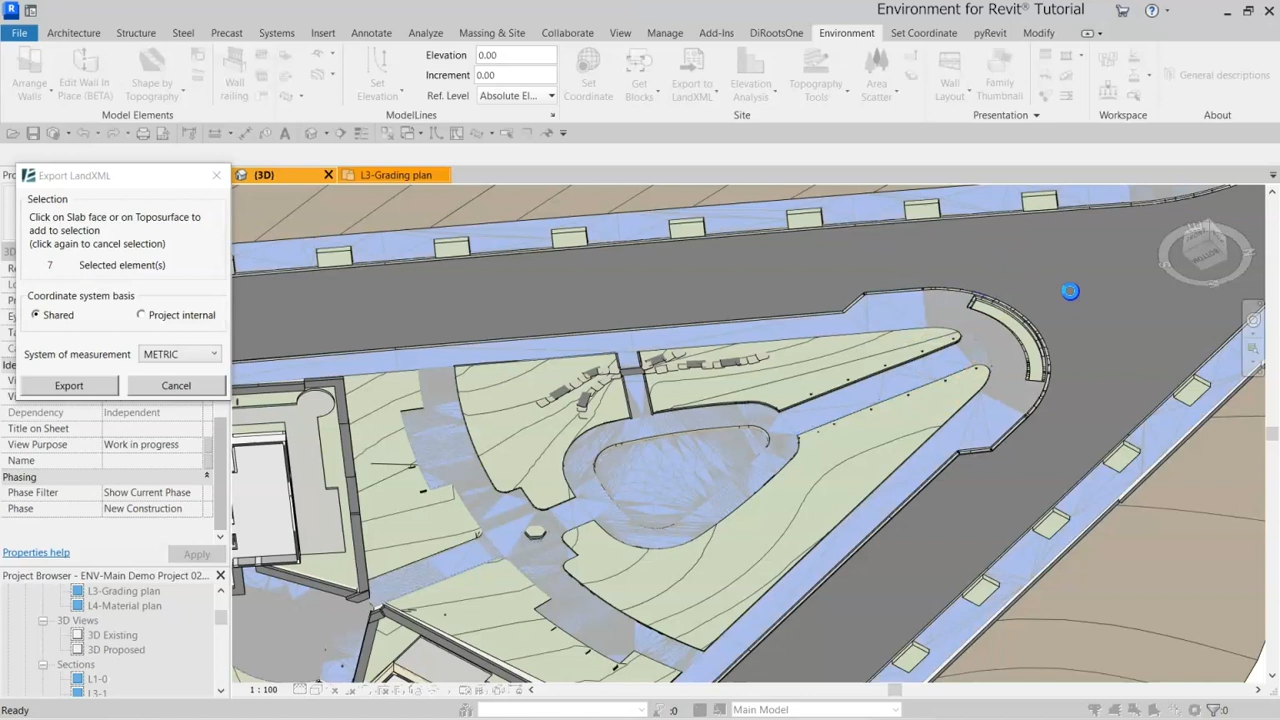 Environment for Revit® Tutorial
File Architecture Structure Steel Precast Systems Insert Annotate Analyze Massing & Site Collaborate View Manage Add-Ins DiRootsOne Environment Set Coordinate pyRevit Modify
Elevation 0.00
Increment 0.00
Ref. Level Absolute El...
Arrange Walls
Edit Wall in Place (BETA)
Shape by Topography
Wall railing
Set Elevation
Set Coordinate
Get Blocks
Export to LandXML
Elevation Analysis
Topography Tools
Area Scatter
Wall Layout
Family Thumbnail
General descriptions
Model Elements ModelLines Site Presentation Workspace About
Export LandXML
(3D)
L3-Grading plan
Selection
Click on Slab face or on Toposurface to
add to selection
(click again to cancel selection)
7 Selected element(s)
Coordinate system basis
Shared Project internal
System of measurement METRIC
Export Cancel
Dependency Independent
Title on Sheet
View Purpose Work in progress
Name
Phasing
Phase Filter Show Current Phase
Phase New Construction
Properties help Apply
Project Browser - ENV-Main Demo Project 02...
L3-Grading plan
L4-Material plan
3D Views
3D Existing
3D Proposed
Sections
L1-0
L3-1
1 : 100
Ready
:0
Main Model
:0